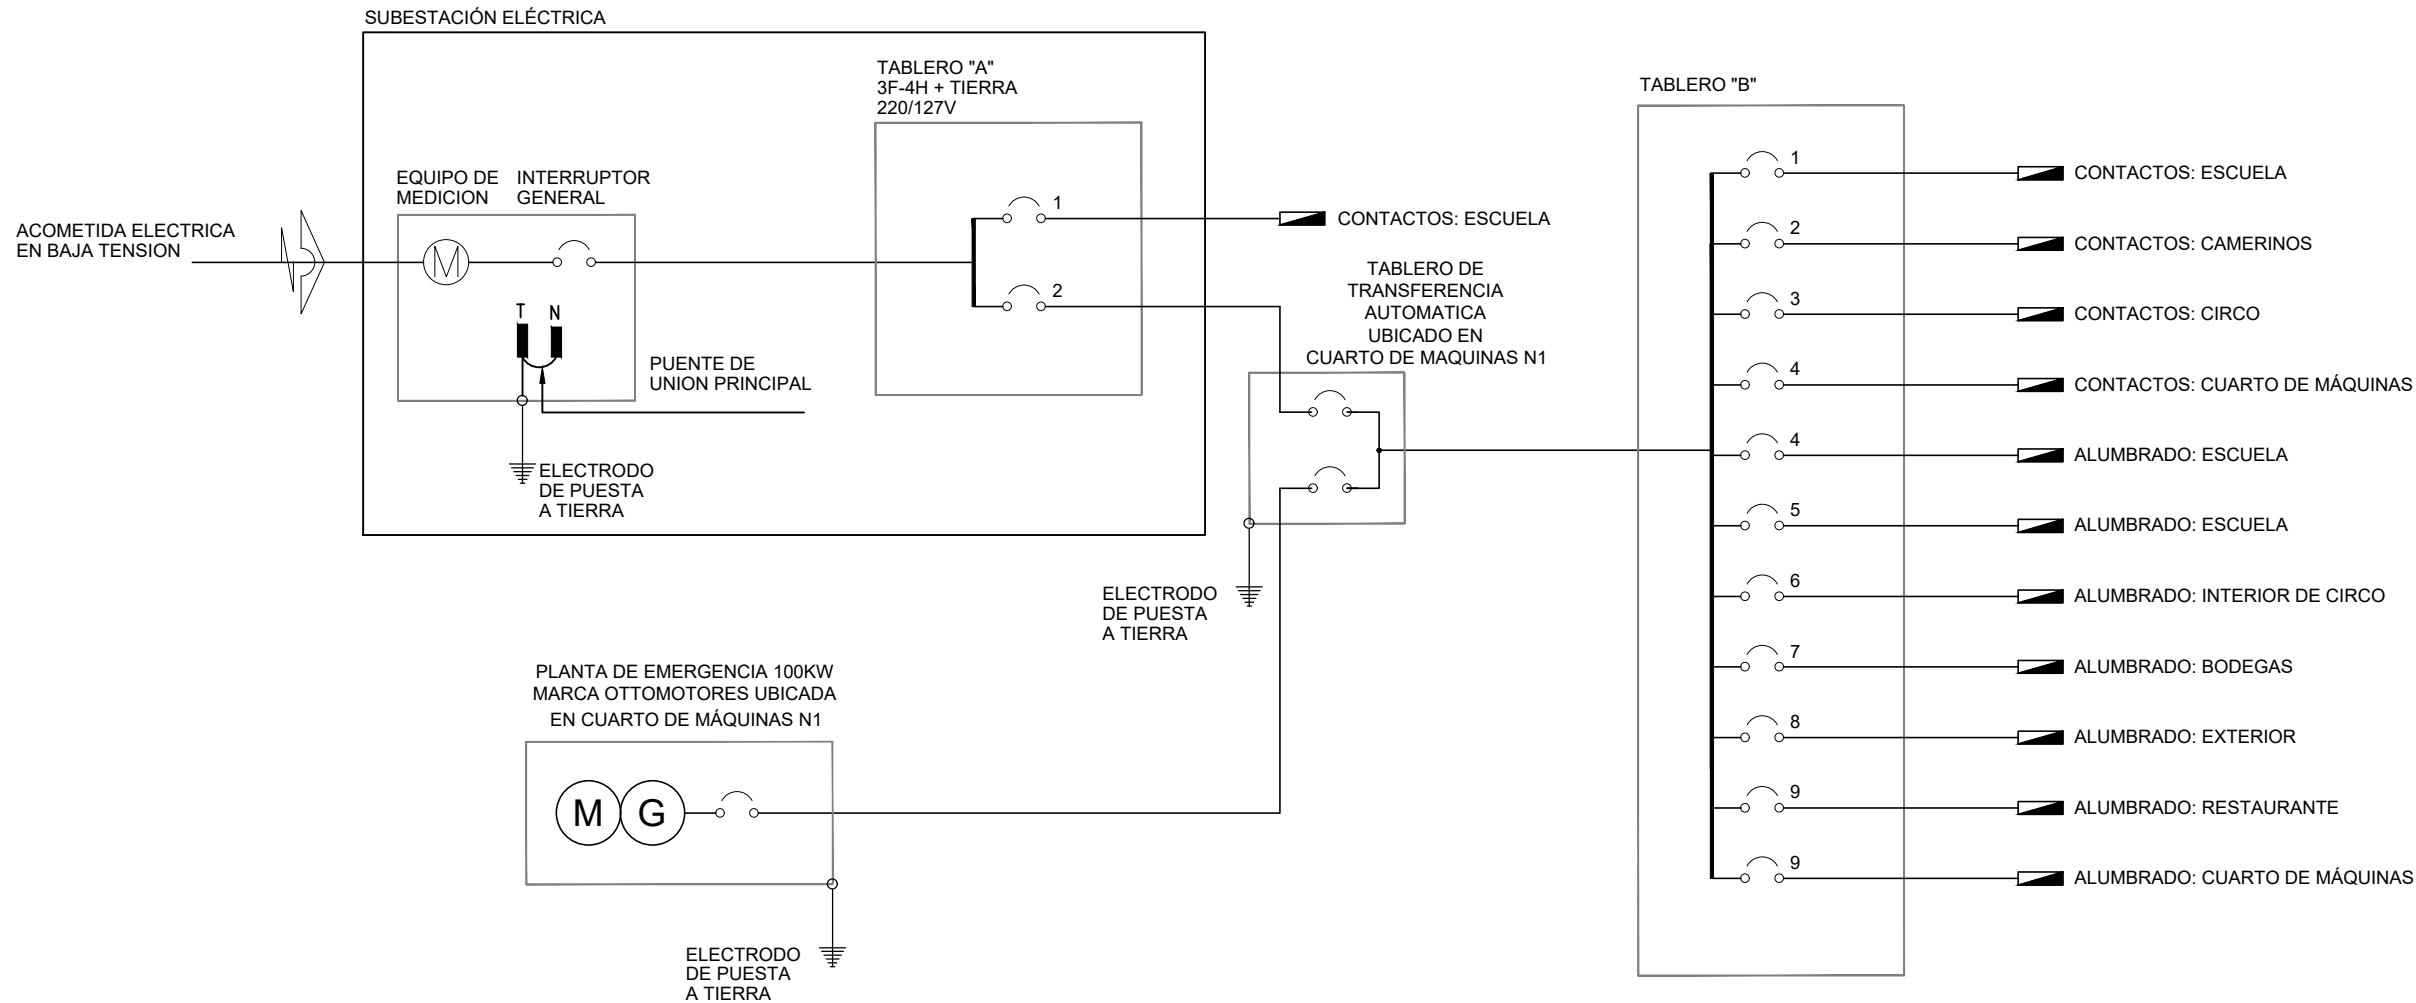 SUBESTACIÓN ELÉCTRICA
TABLERO "A"
3F-4H + TIERRA
220/127V
TABLERO "B"
EQUIPO DE
MEDICION
INTERRUPTOR
GENERAL
ACOMETIDA ELECTRICA
EN BAJA TENSION
M
T N
PUENTE DE
UNION PRINCIPAL
ELECTRODO
DE PUESTA
A TIERRA
1
CONTACTOS: ESCUELA
2
TABLERO DE
TRANSFERENCIA
AUTOMATICA
UBICADO EN
CUARTO DE MAQUINAS N1
ELECTRODO
DE PUESTA
A TIERRA
PLANTA DE EMERGENCIA 100KW
MARCA OTTOMOTORES UBICADA
EN CUARTO DE MÁQUINAS N1
M G
ELECTRODO
DE PUESTA
A TIERRA
1 CONTACTOS: ESCUELA
2 CONTACTOS: CAMERINOS
3 CONTACTOS: CIRCO
4 CONTACTOS: CUARTO DE MÁQUINAS
4 ALUMBRADO: ESCUELA
5 ALUMBRADO: ESCUELA
6 ALUMBRADO: INTERIOR DE CIRCO
7 ALUMBRADO: BODEGAS
8 ALUMBRADO: EXTERIOR
9 ALUMBRADO: RESTAURANTE
9 ALUMBRADO: CUARTO DE MÁQUINAS